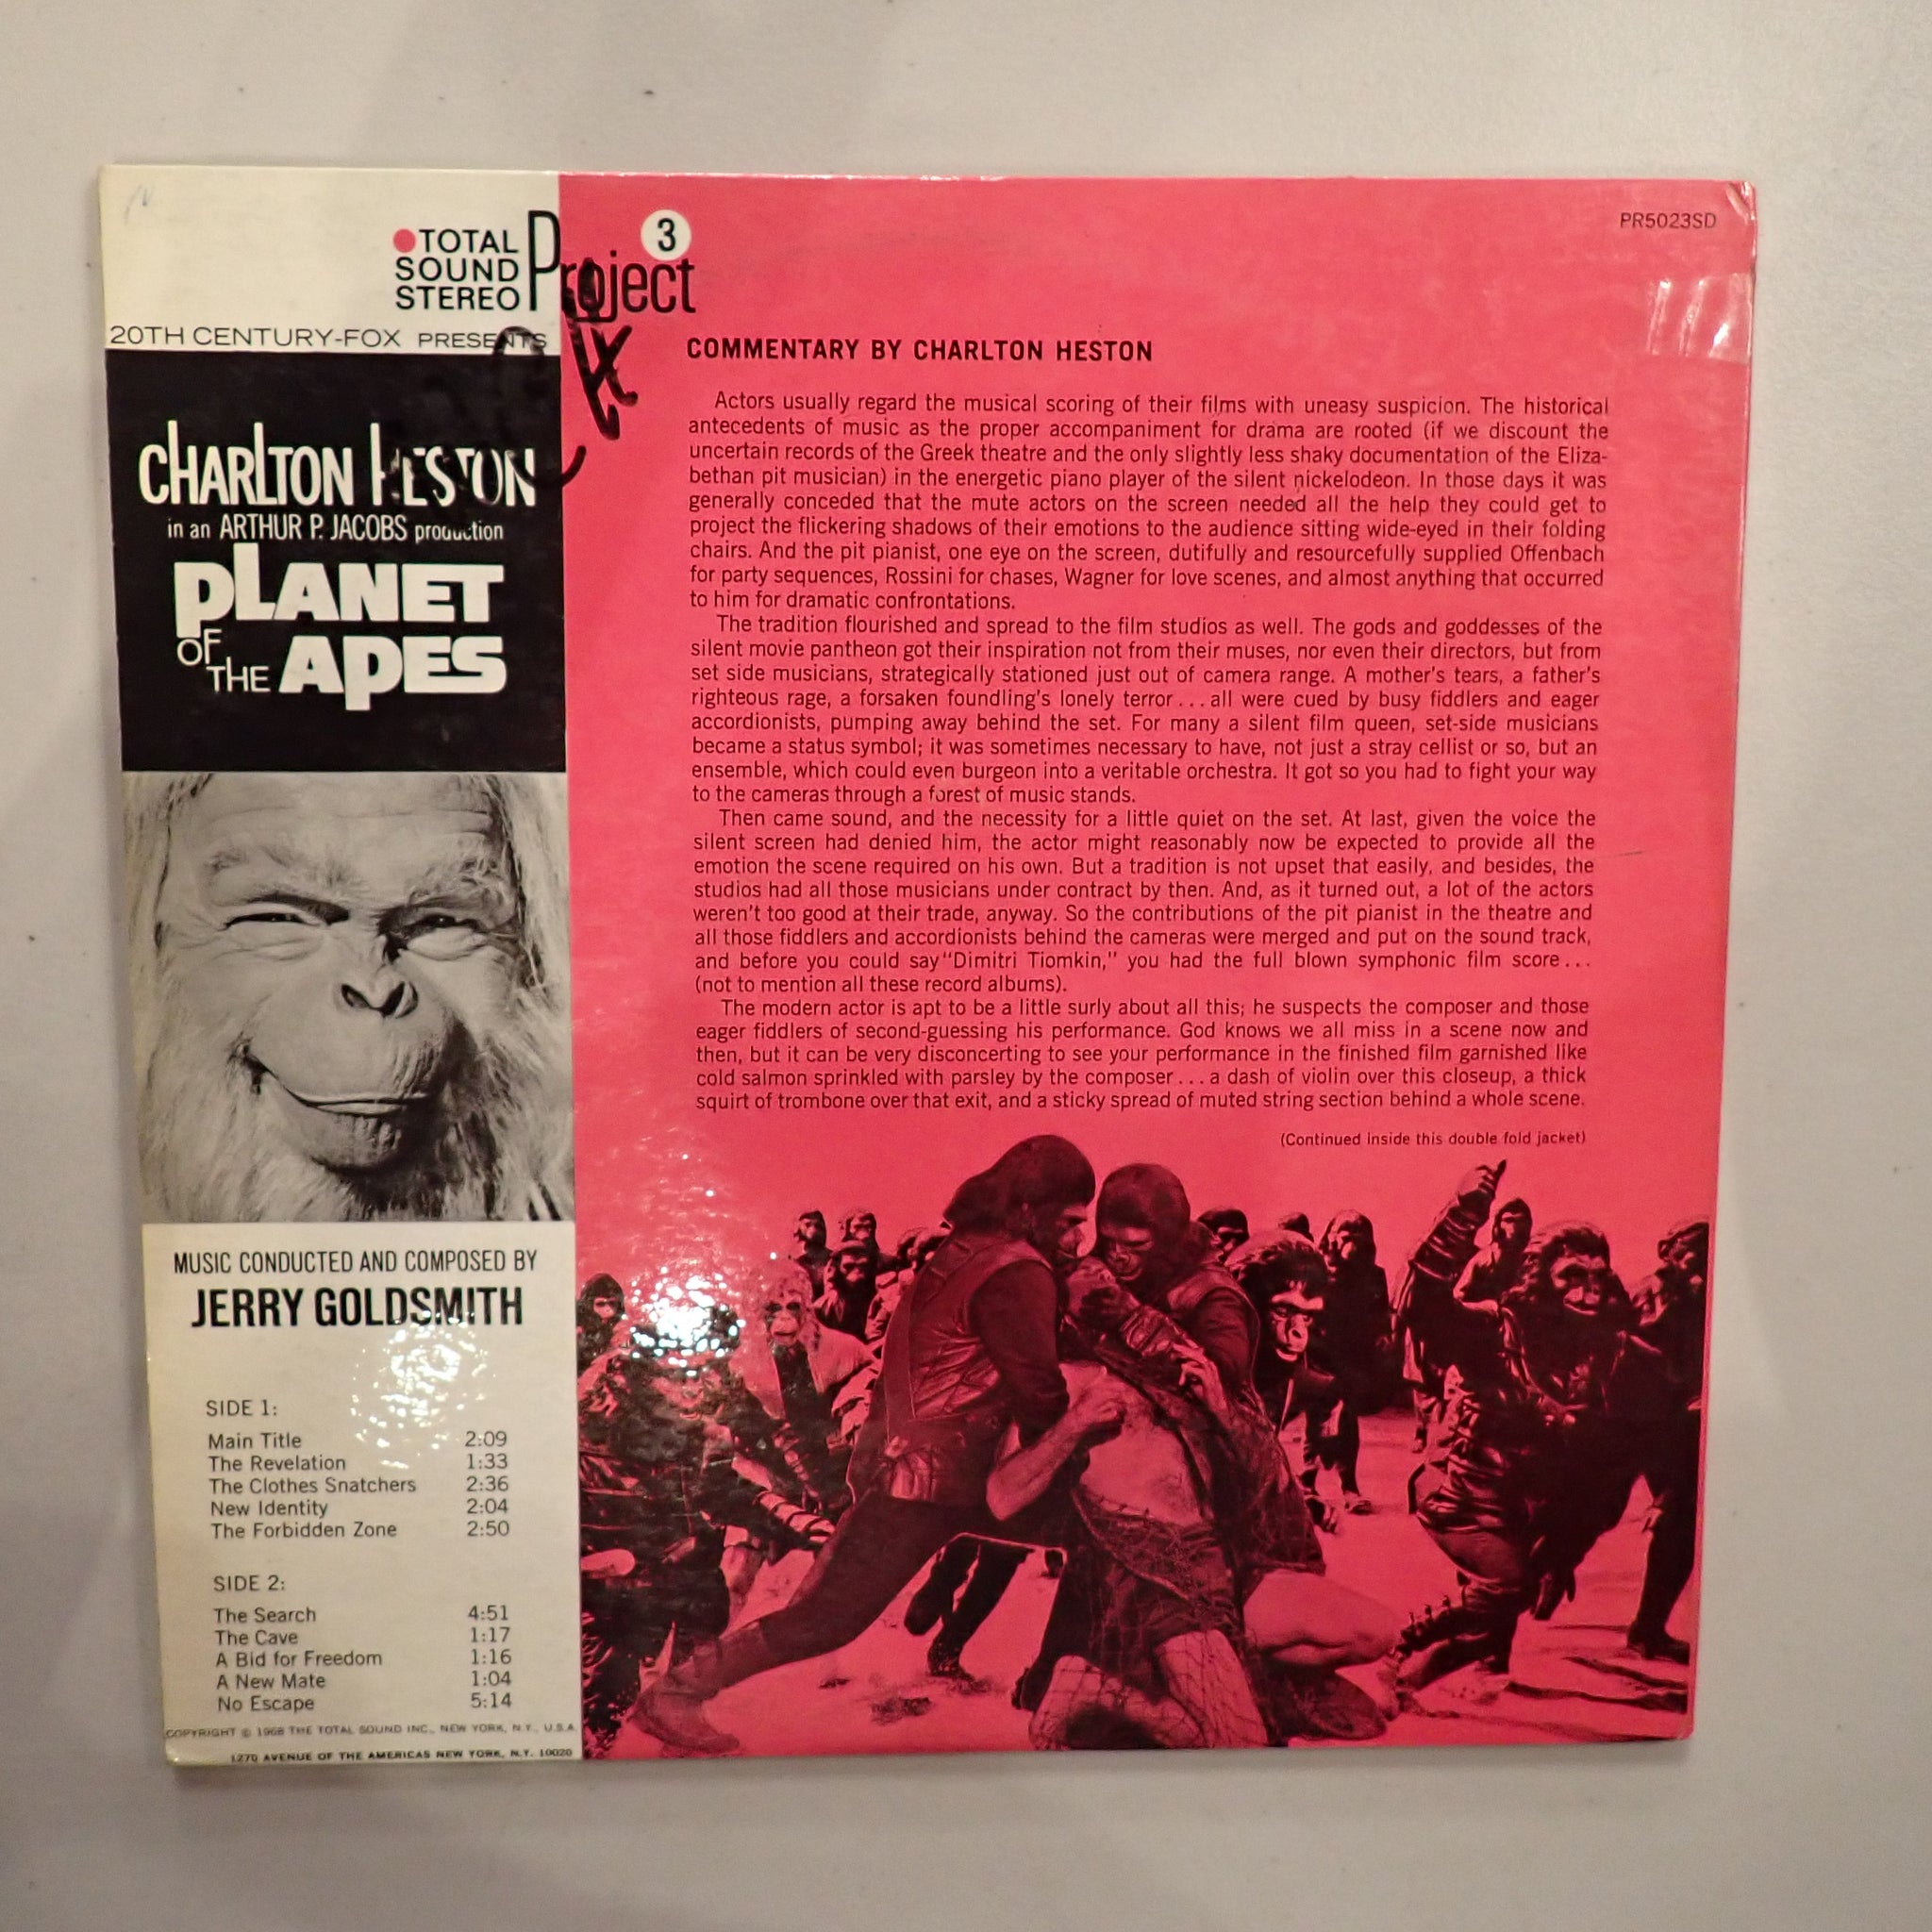 TOTAL
SOUND
STEREO
Project
3
PR5023SD
20TH CENTURY-FOX PRESENTS
CHARLTON HESTON
in an ARTHUR P. JACOBS production
PLANET
OF
THE APES
MUSIC CONDUCTED AND COMPOSED BY
JERRY GOLDSMITH
SIDE 1:
Main Title 2:09
The Revelation 1:33
The Clothes Snatchers 2:36
New Identity 2:04
The Forbidden Zone 2:50
SIDE 2:
The Search 4:51
The Cave 1:17
A Bid for Freedom 1:16
A New Mate 1:04
No Escape 5:14
COPYRIGHT © 1968 THE TOTAL SOUND INC., NEW YORK, N.Y., U.S.A.
1270 AVENUE OF THE AMERICAS NEW YORK, N.Y. 10020
COMMENTARY BY CHARLTON HESTON
Actors usually regard the musical scoring of their films with uneasy suspicion. The historical
antecedents of music as the proper accompaniment for drama are rooted (if we discount the
uncertain records of the Greek theatre and the only slightly less shaky documentation of the Eliza-
bethan pit musician) in the energetic piano player of the silent nickelodeon. In those days it was
generally conceded that the mute actors on the screen needed all the help they could get to
project the flickering shadows of their emotions to the audience sitting wide-eyed in their folding
chairs. And the pit pianist, one eye on the screen, dutifully and resourcefully supplied Offenbach
for party sequences, Rossini for chases, Wagner for love scenes, and almost anything that occurred
to him for dramatic confrontations.
The tradition flourished and spread to the film studios as well. The gods and goddesses of the
silent movie pantheon got their inspiration not from their muses, nor even their directors, but from
set side musicians, strategically stationed just out of camera range. A mother's tears, a father's
righteous rage, a forsaken foundling's lonely terror . . . all were cued by busy fiddlers and eager
accordionists, pumping away behind the set. For many a silent film queen, set-side musicians
became a status symbol; it was sometimes necessary to have, not just a stray cellist or so, but an
ensemble, which could even burgeon into a veritable orchestra. It got so you had to fight your way
to the cameras through a forest of music stands.
Then came sound, and the necessity for a little quiet on the set. At last, given the voice the
silent screen had denied him, the actor might reasonably now be expected to provide all the
emotion the scene required on his own. But a tradition is not upset that easily, and besides, the
studios had all those musicians under contract by then. And, as it turned out, a lot of the actors
weren't too good at their trade, anyway. So the contributions of the pit pianist in the theatre and
all those fiddlers and accordionists behind the cameras were merged and put on the sound track,
and before you could say "Dimitri Tiomkin," you had the full blown symphonic film score . . .
(not to mention all these record albums).
The modern actor is apt to be a little surly about all this; he suspects the composer and those
eager fiddlers of second-guessing his performance. God knows we all miss in a scene now and
then, but it can be very disconcerting to see your performance in the finished film garnished like
cold salmon sprinkled with parsley by the composer . . . a dash of violin over this closeup, a thick
squirt of trombone over that exit, and a sticky spread of muted string section behind a whole scene.
(Continued inside this double fold jacket)